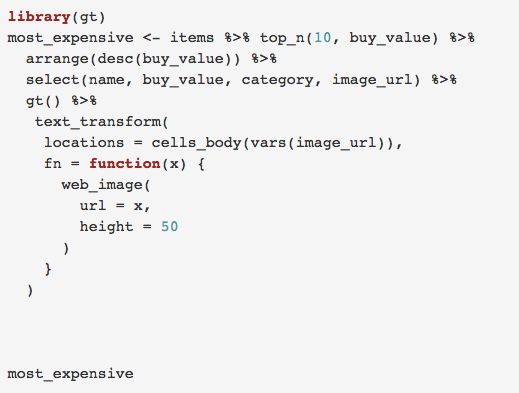 library(gt)
most_expensive <- items %>% top_n(10, buy_value) %>%
  arrange(desc(buy_value)) %>%
  select(name, buy_value, category, image_url) %>%
  gt() %>%
   text_transform(
    locations = cells_body(vars(image_url)),
    fn = function(x) {
      web_image(
        url = x,
        height = 50
      )
    }
  )
most_expensive